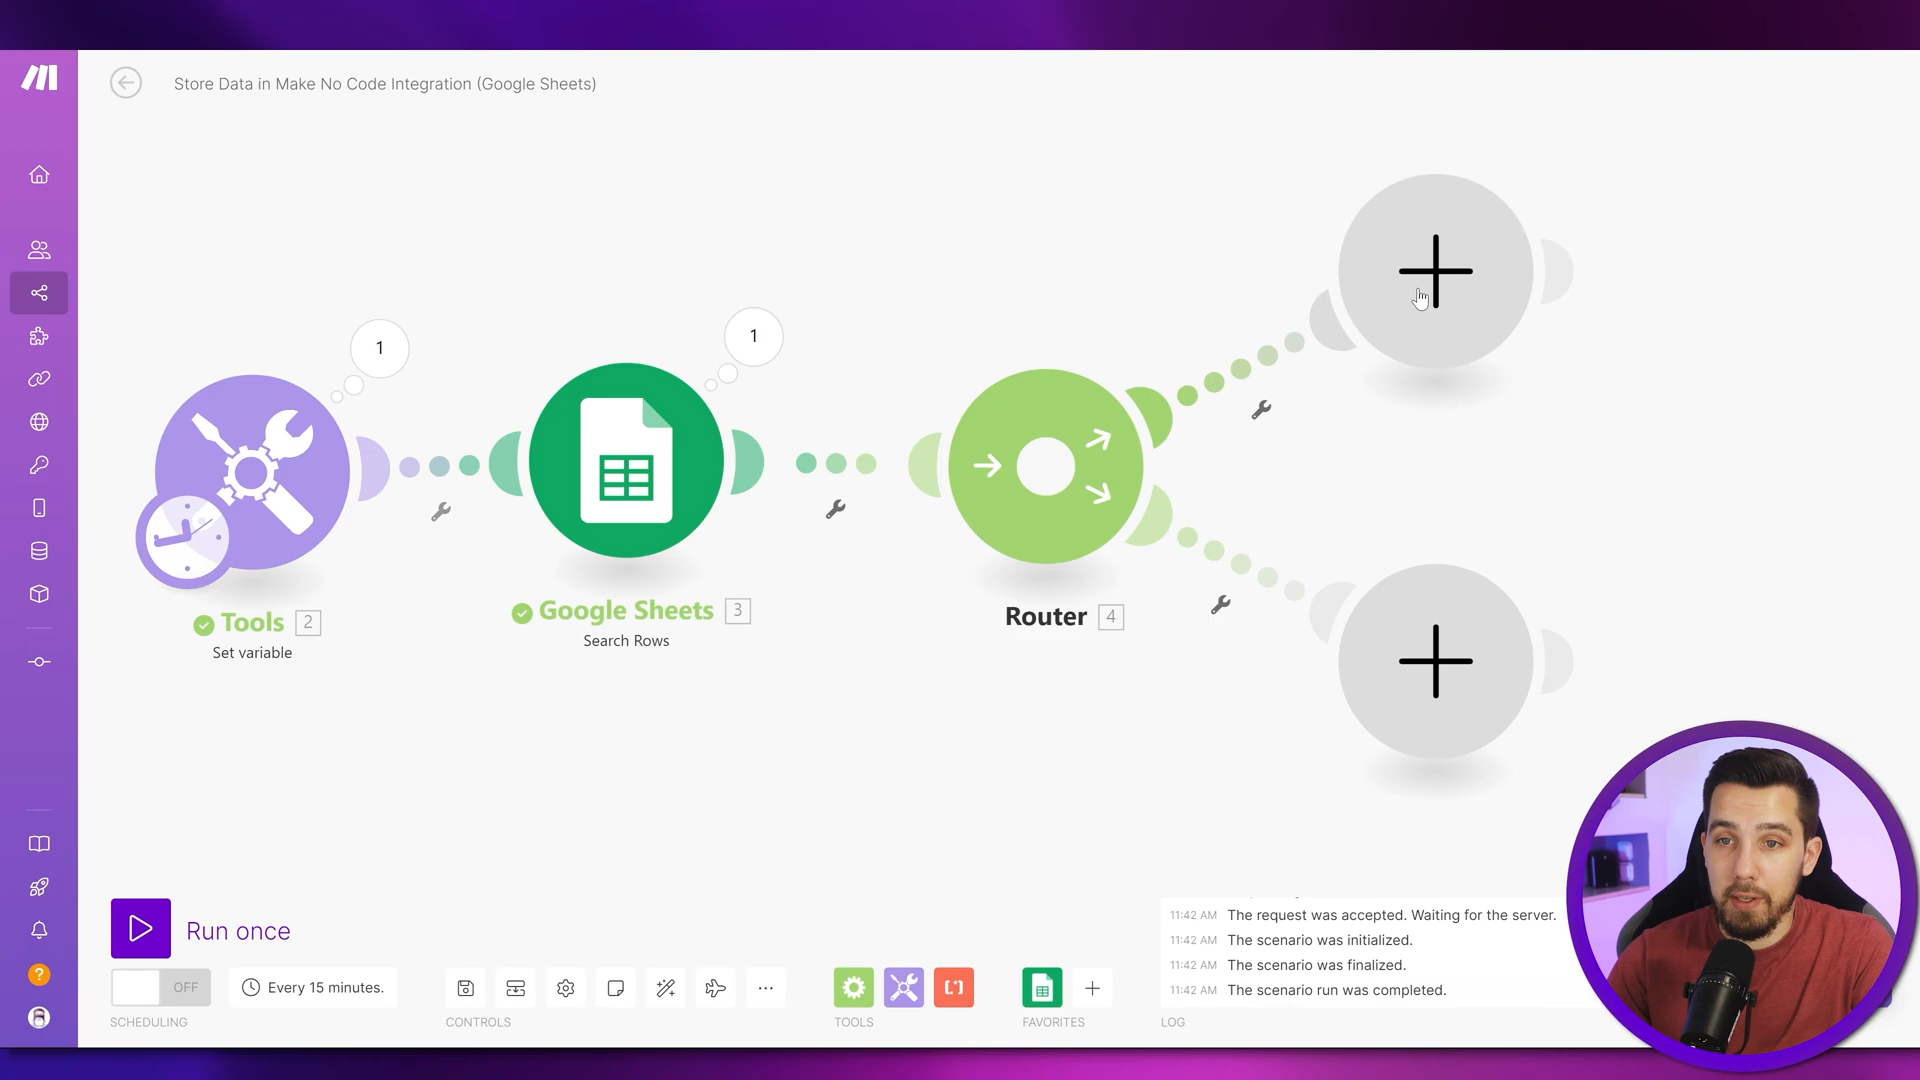 Store Data in Make No Code Integration (Google Sheets)
1
1
Tools 2
Set variable
Google Sheets 3
Search Rows
Router 4
Run once
OFF
Every 15 minutes.
SCHEDULING
CONTROLS
TOOLS
FAVORITES
LOG
11:42 AM The request was accepted. Waiting for the server.
11:42 AM The scenario was initialized.
11:42 AM The scenario was finalized.
11:42 AM The scenario run was completed.
?